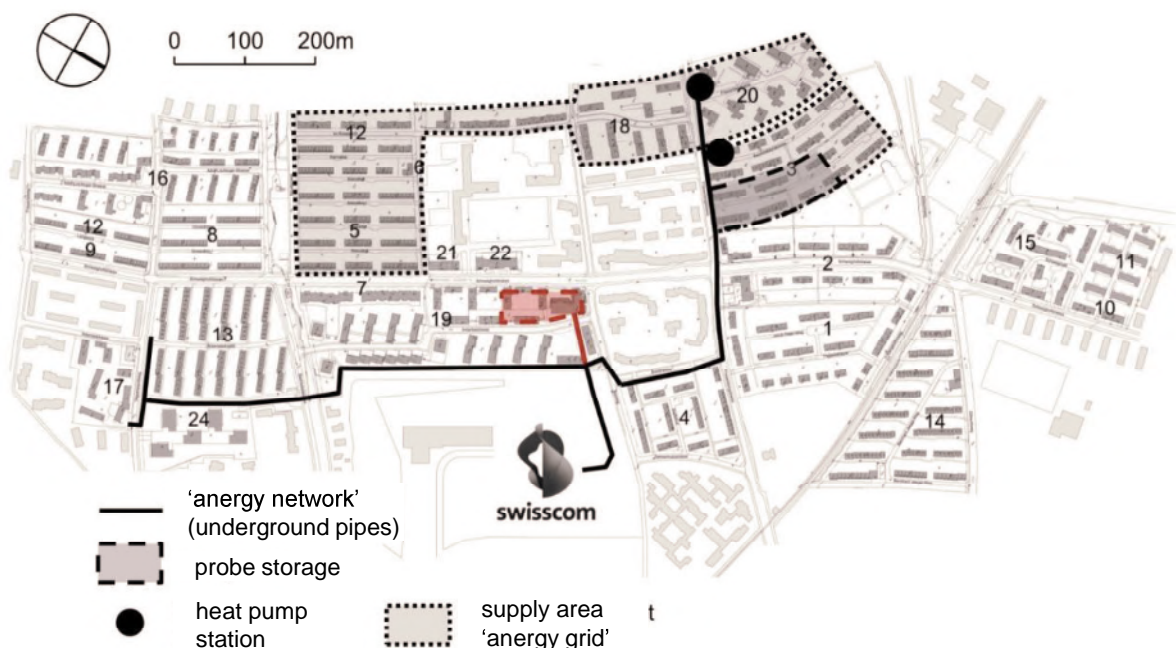 0 100 200m
20
12
18
6
3
16
5
12
8
9
21
22
2
15
11
7
10
19
1
13
17
24
4
14
swisscom
'anergy network'
(underground pipes)
probe storage
heat pump
station
supply area
'anergy grid'
t